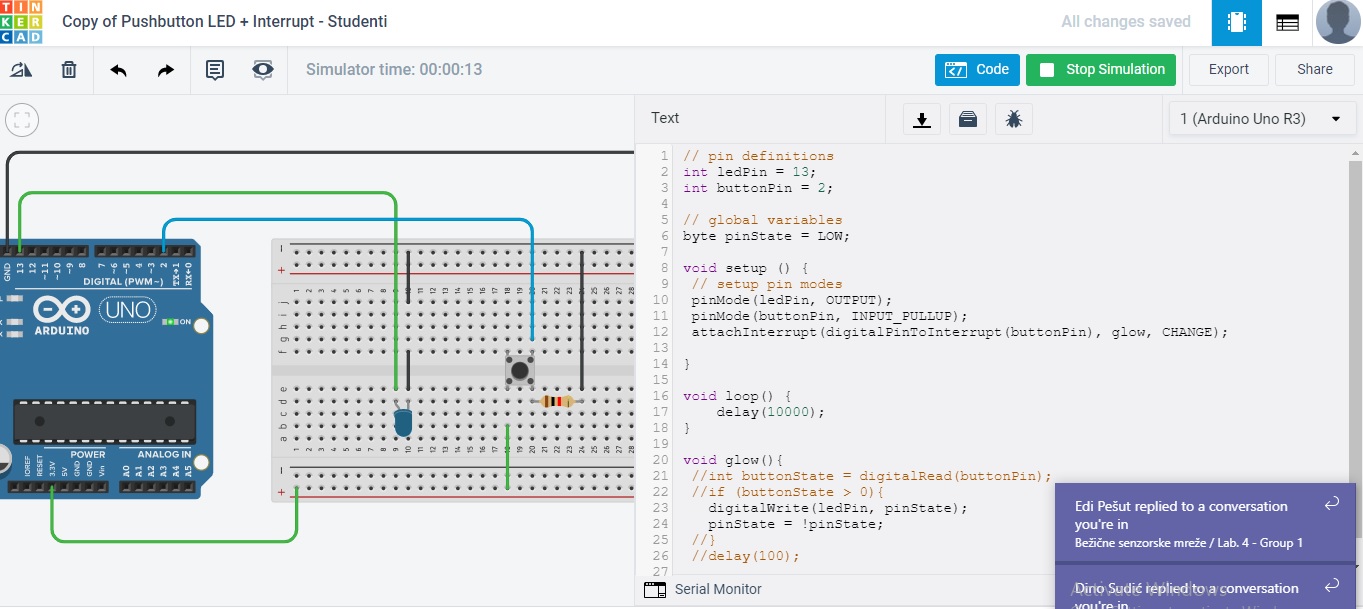 TIN
KER
CAD
Copy of Pushbutton LED + Interrupt - Studenti
All changes saved
Simulator time: 00:00:13
Code
Stop Simulation
Export
Share
Text
1 (Arduino Uno R3)
1 // pin definitions
2 int ledPin = 13;
3 int buttonPin = 2;
4
5 // global variables
6 byte pinState = LOW;
7
8 void setup () {
9 // setup pin modes
10 pinMode(ledPin, OUTPUT);
11 pinMode(buttonPin, INPUT_PULLUP);
12 attachInterrupt(digitalPinToInterrupt(buttonPin), glow, CHANGE);
13
14 }
15
16 void loop() {
17 delay(10000);
18 }
19
20 void glow(){
21 //int buttonState = digitalRead(buttonPin);
22 //if (buttonState > 0){
23 digitalWrite(ledPin, pinState);
24 pinState = !pinState;
25 //}
26 //delay(100);
27
Serial Monitor
GND 13 12 ~11 ~10 ~9 8 7 ~6 ~5 4 ~3 2 TX→1 RX←0
DIGITAL (PWM~)
UNO
ARDUINO
ON
POWER
ANALOG IN
IOREF RESET 3.3V 5V GND GND Vin A0 A1 A2 A3 A4 A5
Edi Pešut replied to a conversation
you're in
Bežične senzorske mreže / Lab. 4 - Group 1
Dino Sudić replied to a conversation
you're in
Activate Windows